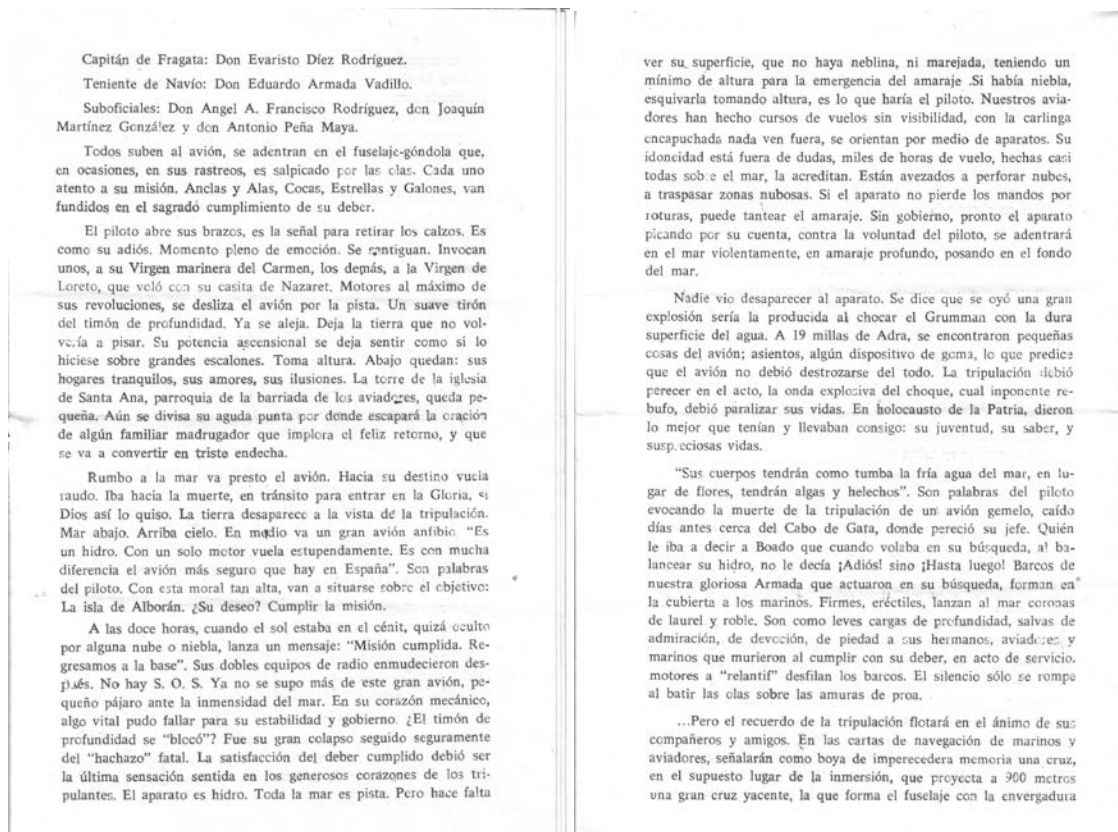 Capitán de Fragata: Don Evaristo Díez Rodríguez.
Teniente de Navío: Don Eduardo Armada Vadillo.
Suboficiales: Don Angel A. Francisco Rodríguez, don Joaquín
Martínez González y don Antonio Peña Maya.
Todos suben al avión, se adentran en el fuselaje-góndola que,
en ocasiones, en sus rastreos, es salpicado por las olas. Cada uno
atento a su misión. Anclas y Alas, Cocas, Estrellas y Galones, van
fundidos en el sagrado cumplimiento de su deber.
El piloto abre sus brazos, es la señal para retirar los calzos. Es
como su adiós. Momento pleno de emoción. Se santiguan. Invocan
unos, a su Virgen marinera del Carmen, los demás, a la Virgen de
Loreto, que voló con su casita de Nazaret. Motores al máximo de
sus revoluciones, se desliza el avión por la pista. Un suave tirón
del timón de profundidad. Ya se aleja. Deja la tierra que no vol-
vería a pisar. Su potencia ascensional se deja sentir como si lo
hiciese sobre grandes escalones. Toma altura. Abajo quedan: sus
hogares tranquilos, sus amores, sus ilusiones. La torre de la iglesia
de Santa Ana, parroquia de la barriada de los aviadores, queda pe-
queña. Aún se divisa su aguda punta por donde escapará la oración
de algún familiar madrugador que implora el feliz retorno, y que
se va a convertir en triste endecha.
Rumbo a la mar va presto el avión. Hacia su destino vuela
raudo. Iba hacia la muerte, en tránsito para entrar en la Gloria, si
Dios así lo quiso. La tierra desaparece a la vista de la tripulación.
Mar abajo. Arriba cielo. En medio va un gran avión anfibio. "Es
un hidro. Con un solo motor vuela estupendamente. Es con mucha
diferencia el avión más seguro que hay en España". Son palabras
del piloto. Con esta moral tan alta, van a situarse sobre el objetivo:
La isla de Alborán. ¿Su deseo? Cumplir la misión.
A las doce horas, cuando el sol estaba en el cénit, quizá oculto
por alguna nube o niebla, lanza un mensaje: "Misión cumplida. Re-
gresamos a la base". Sus dobles equipos de radio enmudecieron des-
pués. No hay S. O. S. Ya no se supo más de este gran avión, pe-
queño pájaro ante la inmensidad del mar. En su corazón mecánico,
algo vital pudo fallar para su estabilidad y gobierno. ¿El timón de
profundidad se "blocó"? Fue su gran colapso seguido seguramente
del "hachazo" fatal. La satisfacción del deber cumplido debió ser
la última sensación sentida en los generosos corazones de los tri-
pulantes. El aparato es hidro. Toda la mar es pista. Pero hace falta
ver su superficie, que no haya neblina, ni marejada, teniendo un
mínimo de altura para la emergencia del amaraje .Si había niebla,
esquivarla tomando altura, es lo que haría el piloto. Nuestros avia-
dores han hecho cursos de vuelos sin visibilidad, con la carlinga
encapuchada nada ven fuera, se orientan por medio de aparatos. Su
idoneidad está fuera de dudas, miles de horas de vuelo, hechas casi
todas sobre el mar, la acreditan. Están avezados a perforar nubes,
a traspasar zonas nubosas. Si el aparato no pierde los mandos por
roturas, puede tantear el amaraje. Sin gobierno, pronto el aparato
picando por su cuenta, contra la voluntad del piloto, se adentrará
en el mar violentamente, en amaraje profundo, posando en el fondo
del mar.
Nadie vio desaparecer al aparato. Se dice que se oyó una gran
explosión sería la producida al chocar el Grumman con la dura
superficie del agua. A 19 millas de Adra, se encontraron pequeñas
cosas del avión; asientos, algún dispositivo de goma, lo que predice
que el avión no debió destrozarse del todo. La tripulación debió
perecer en el acto, la onda explosiva del choque, cual inponente re-
bufo, debió paralizar sus vidas. En holocausto de la Patria, dieron
lo mejor que tenían y llevaban consigo: su juventud, su saber, y
suspreciosas vidas.
"Sus cuerpos tendrán como tumba la fría agua del mar, en lu-
gar de flores, tendrán algas y helechos". Son palabras del piloto
evocando la muerte de la tripulación de un avión gemelo, caído
días antes cerca del Cabo de Gata, donde pereció su jefe. Quién
le iba a decir a Boado que cuando volaba en su búsqueda, al ba-
lancear su hidro, no le decía ¡Adiós! sino ¡Hasta luego! Barcos de
nuestra gloriosa Armada que actuaron en su búsqueda, forman en
la cubierta a los marinos. Firmes, eréctiles, lanzan al mar coronas
de laurel y roble. Son como leves cargas de profundidad, salvas de
admiración, de devoción, de piedad a sus hermanos, aviadores y
marinos que murieron al cumplir con su deber, en acto de servicio.
motores a "relantif" desfilan los barcos. El silencio sólo se rompe
al batir las olas sobre las amuras de proa.
...Pero el recuerdo de la tripulación flotará en el ánimo de sus
compañeros y amigos. En las cartas de navegación de marinos y
aviadores, señalarán como boya de imperecedera memoria una cruz,
en el supuesto lugar de la inmersión, que proyecta a 900 metros
una gran cruz yacente, la que forma el fuselaje con la envergadura